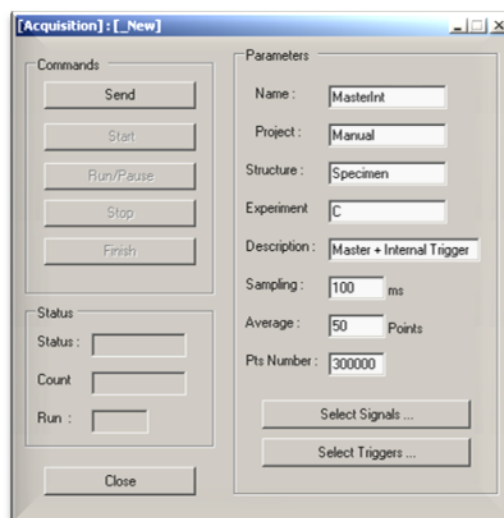 [Acquisition] : [_New]
Commands
Send
Start
Run/Pause
Stop
Finish
Status
Status :
Count
Run :
Close
Parameters
Name : MasterInt
Project : Manual
Structure : Specimen
Experiment C
Description : Master + Internal Trigger
Sampling : 100 ms
Average : 50 Points
Pts Number : 300000
Select Signals ...
Select Triggers ...